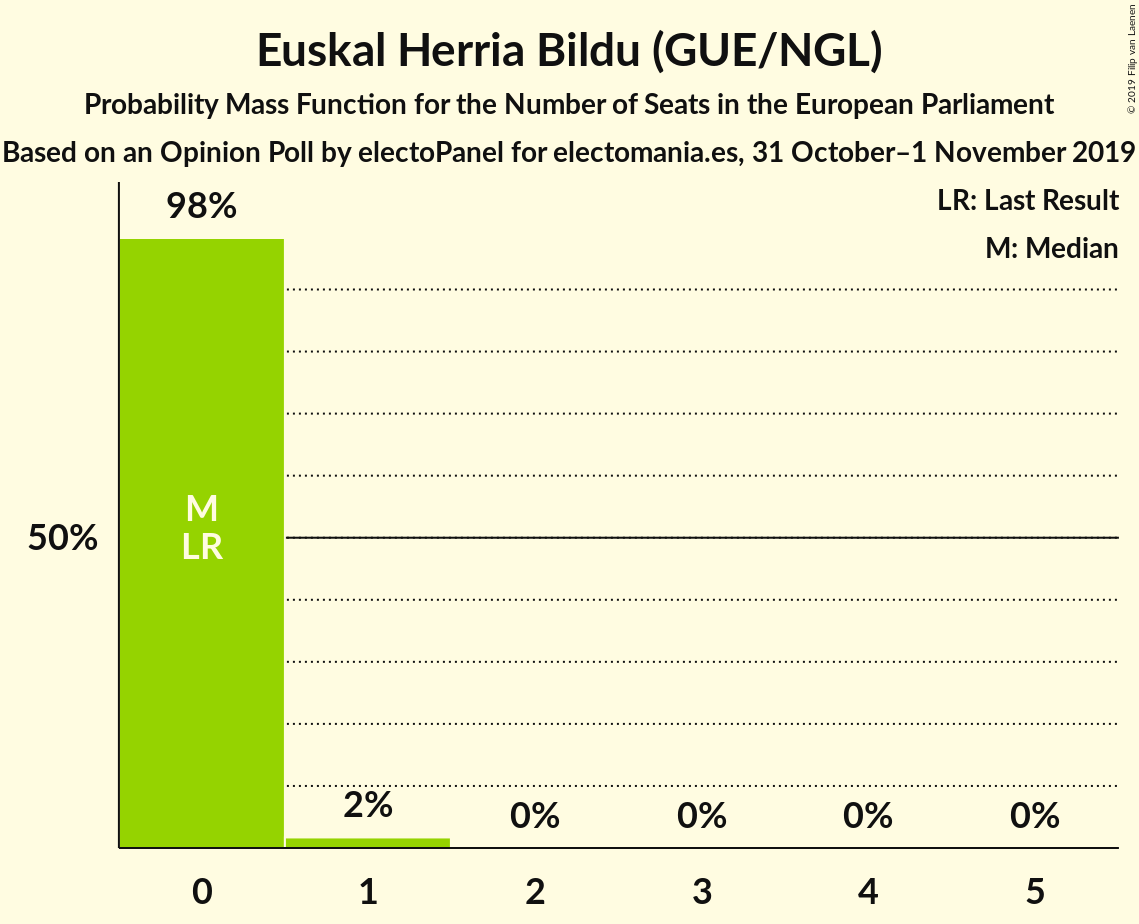 Euskal Herria Bildu (GUE/NGL)
Probability Mass Function for the Number of Seats in the European Parliament
Based on an Opinion Poll by electoPanel for electomania.es, 31 October–1 November 2019
© 2019 Filip van Laenen
LR: Last Result
M: Median
98%
M
LR
50%
2%
0%
0%
0%
0%
0
1
2
3
4
5